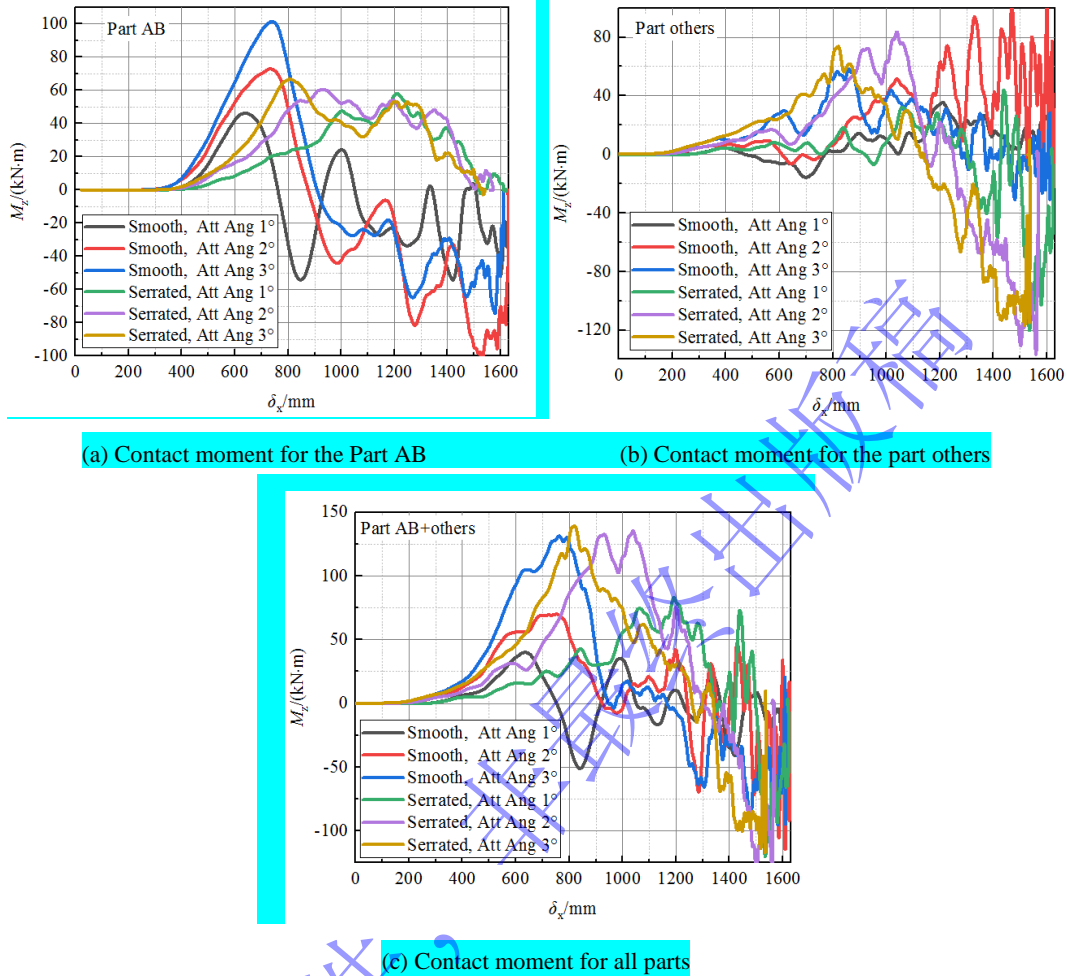 Part AB
100
80
60
40
20
0
-20
-40
-60
-80
-100
M_z/(kN·m)
Smooth, Att Ang 1°
Smooth, Att Ang 2°
Smooth, Att Ang 3°
Serrated, Att Ang 1°
Serrated, Att Ang 2°
Serrated, Att Ang 3°
0 200 400 600 800 1000 1200 1400 1600
δ_x/mm
(a) Contact moment for the Part AB
Part others
80
40
0
-40
-80
-120
M_z/(kN·m)
Smooth, Att Ang 1°
Smooth, Att Ang 2°
Smooth, Att Ang 3°
Serrated, Att Ang 1°
Serrated, Att Ang 2°
Serrated, Att Ang 3°
0 200 400 600 800 1000 1200 1400 1600
δ_x/mm
(b) Contact moment for the part others
Part AB+others
150
100
50
0
-50
-100
M_z/(kN·m)
Smooth, Att Ang 1°
Smooth, Att Ang 2°
Smooth, Att Ang 3°
Serrated, Att Ang 1°
Serrated, Att Ang 2°
Serrated, Att Ang 3°
0 200 400 600 800 1000 1200 1400 1600
δ_x/mm
(c) Contact moment for all parts